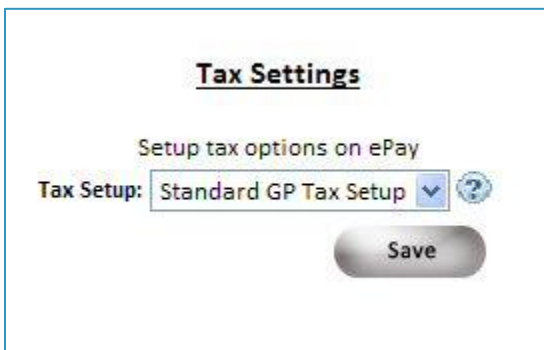 Tax Settings
Setup tax options on ePay
Tax Setup: Standard GP Tax Setup ?
Save